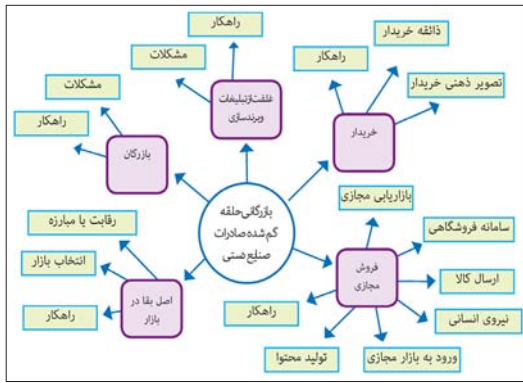 راهکار
ذائقه خریدار
مشکلات
راهکار
غفلت از تبلیغات
وبرندسازی
تصویر ذهنی خریدار
خریدار
مشکلات
راهکار
بازرگان
بازرگانی حلقه
گم شده صادرات
صنایع دستی
بازاریابی مجازی
رقابت یا مبارزه
سامانه فروشگاهی
انتخاب بازار
فروش
مجازی
ارسال کالا
راهکار
اصل بقا در
بازار
راهکار
نیروی انسانی
تولید محتوا
ورود به بازار مجازی